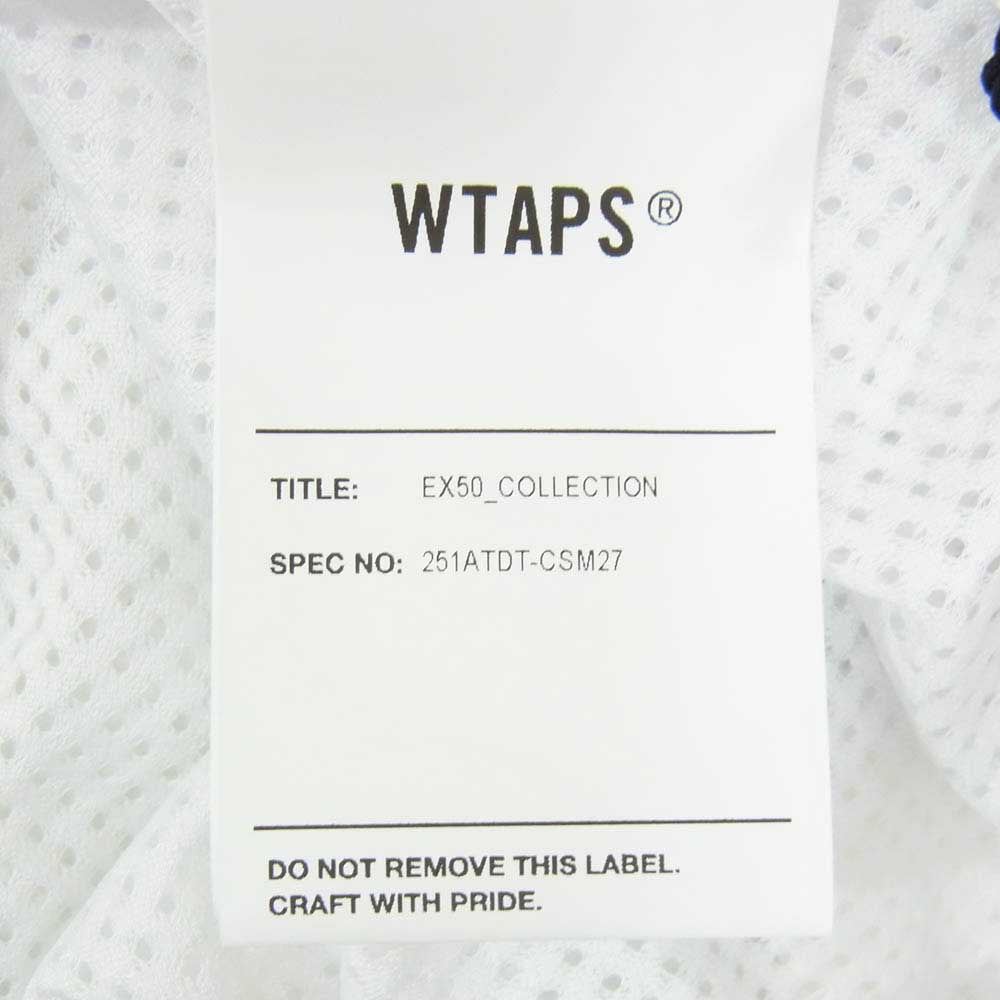 WTAPS®
TITLE: EX50_COLLECTION
SPEC NO: 251ATDT-CSM27
DO NOT REMOVE THIS LABEL.
CRAFT WITH PRIDE.